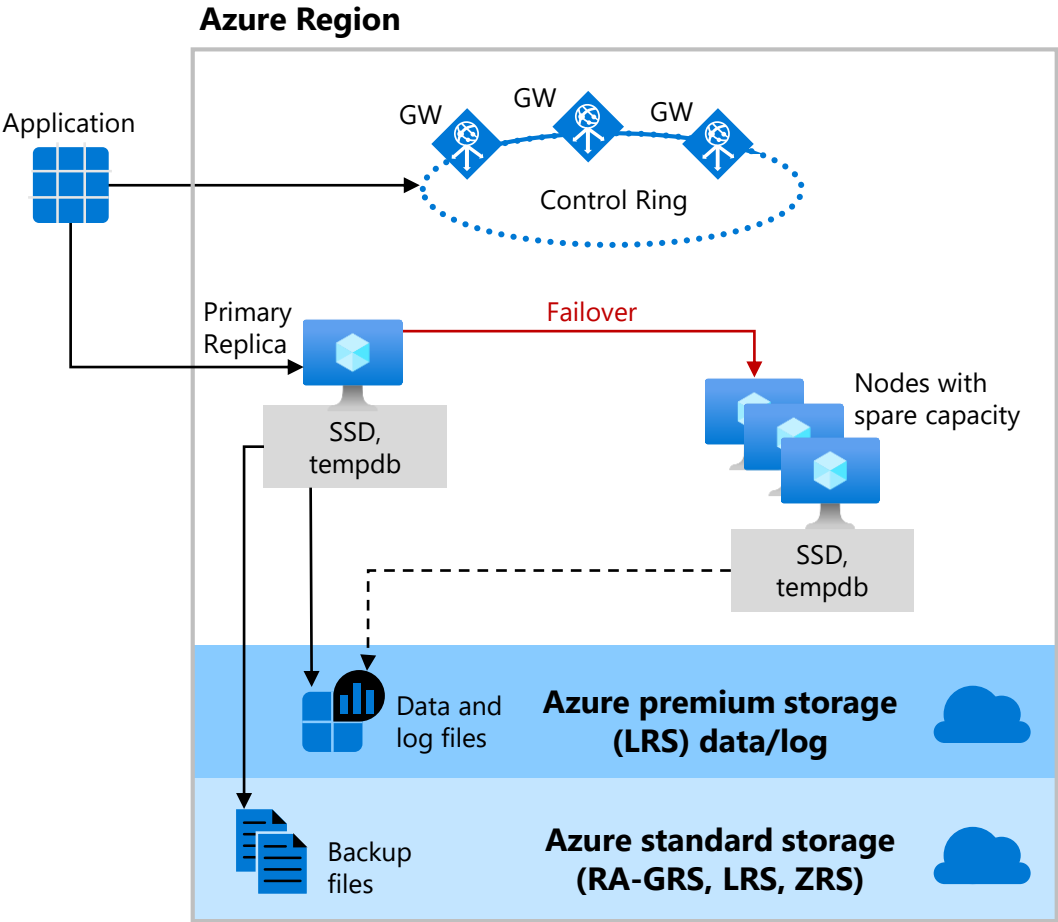 Azure Region
Application
GW
GW
GW
Control Ring
Primary
Replica
Failover
Nodes with
spare capacity
SSD,
tempdb
SSD,
tempdb
Data and
log files
Azure premium storage
(LRS) data/log
Backup
files
Azure standard storage
(RA-GRS, LRS, ZRS)